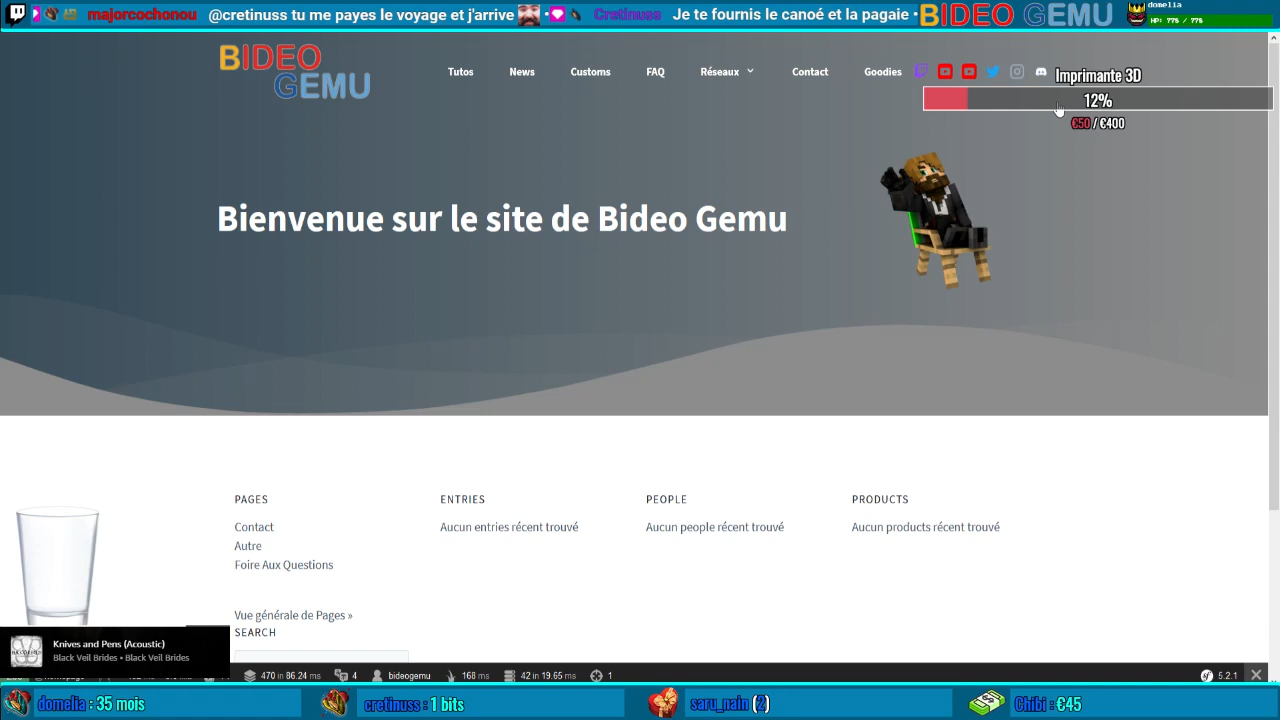 majorcochonou @cretinuss tu me payes le voyage et j'arrive • • Cretinuss Je te fournis le canoé et la pagaie •
BIDEO GEMU
domelia
HP: 776 / 776
BIDEO
GEMU
Tutos News Customs FAQ Réseaux Contact Goodies
Imprimante 3D
12%
€50 / €400
Bienvenue sur le site de Bideo Gemu
PAGES
Contact
Autre
Foire Aux Questions
Vue générale de Pages »
ENTRIES
Aucun entries récent trouvé
PEOPLE
Aucun people récent trouvé
PRODUCTS
Aucun products récent trouvé
SEARCH
Knives and Pens (Acoustic)
Black Veil Brides • Black Veil Brides
470 in 86.24 ms 4 bideogemu 168 ms 42 in 19.65 ms 1 5.2.1
domelia : 35 mois cretinuss : 1 bits saru_nain (2) Chibi : €45